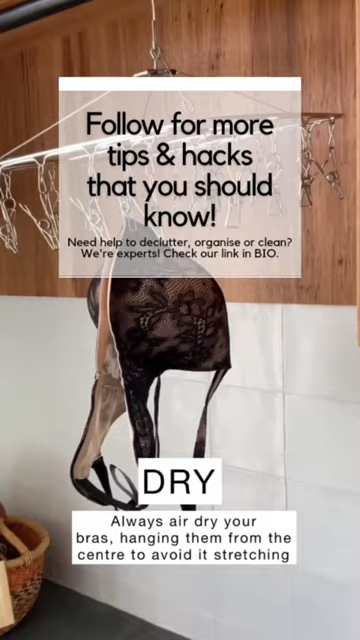 Follow for more
tips & hacks
that you should
know!
Need help to declutter, organise or clean?
We're experts! Check our link in BIO.
DRY
Always air dry your
bras, hanging them from the
centre to avoid it stretching